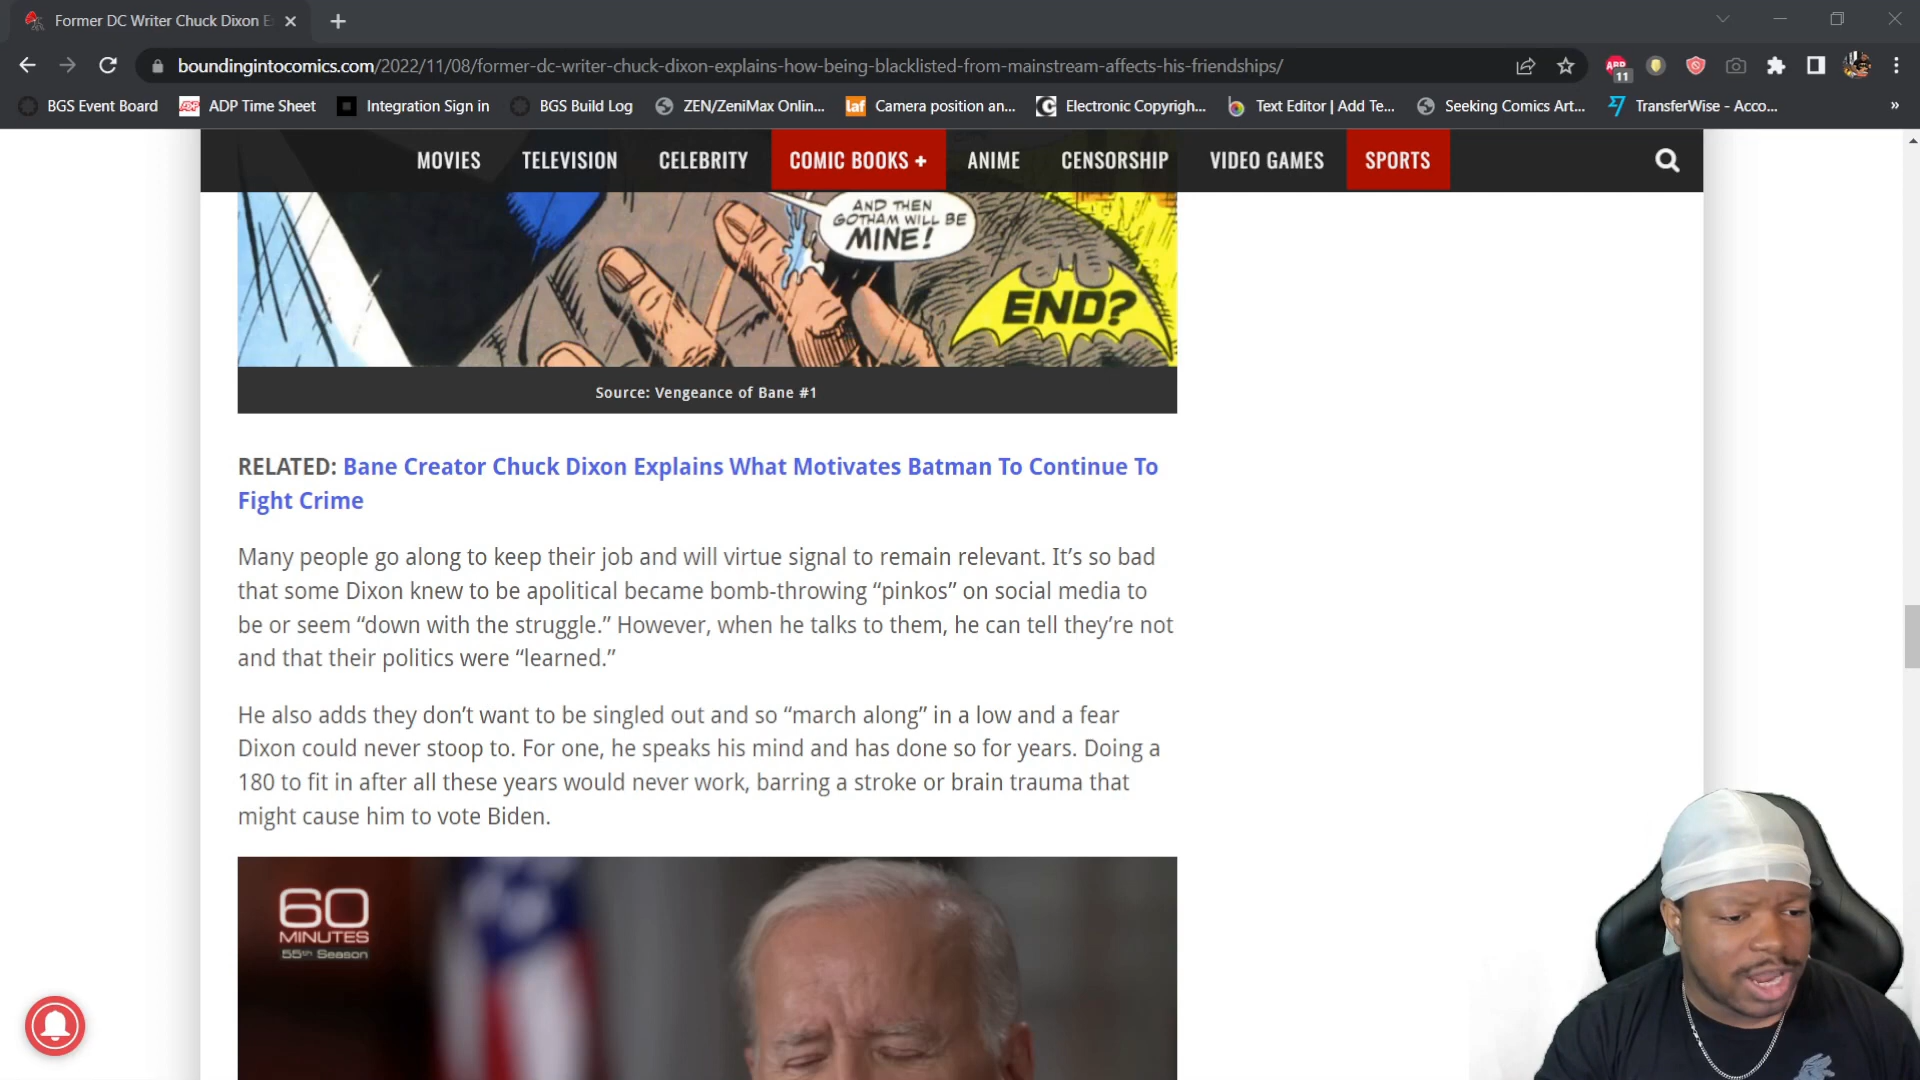 Former DC Writer Chuck Dixon E
boundingintocomics.com/2022/11/08/former-dc-writer-chuck-dixon-explains-how-being-blacklisted-from-mainstream-affects-his-friendships/
ABP
11
BGS Event Board
ADP Time Sheet
Integration Sign in
BGS Build Log
ZEN/ZeniMax Onlin...
laf
Camera position an...
Electronic Copyrigh...
Text Editor | Add Te...
Seeking Comics Art...
TransferWise - Acco...
»
MOVIES
TELEVISION
CELEBRITY
COMIC BOOKS +
ANIME
CENSORSHIP
VIDEO GAMES
SPORTS
AND THEN
GOTHAM WILL BE
MINE!
END?
Source: Vengeance of Bane #1
RELATED: Bane Creator Chuck Dixon Explains What Motivates Batman To Continue To
Fight Crime
Many people go along to keep their job and will virtue signal to remain relevant. It’s so bad
that some Dixon knew to be apolitical became bomb-throwing “pinkos” on social media to
be or seem “down with the struggle.” However, when he talks to them, he can tell they’re not
and that their politics were “learned.”
He also adds they don’t want to be singled out and so “march along” in a low and a fear
Dixon could never stoop to. For one, he speaks his mind and has done so for years. Doing a
180 to fit in after all these years would never work, barring a stroke or brain trauma that
might cause him to vote Biden.
60
MINUTES
55th Season